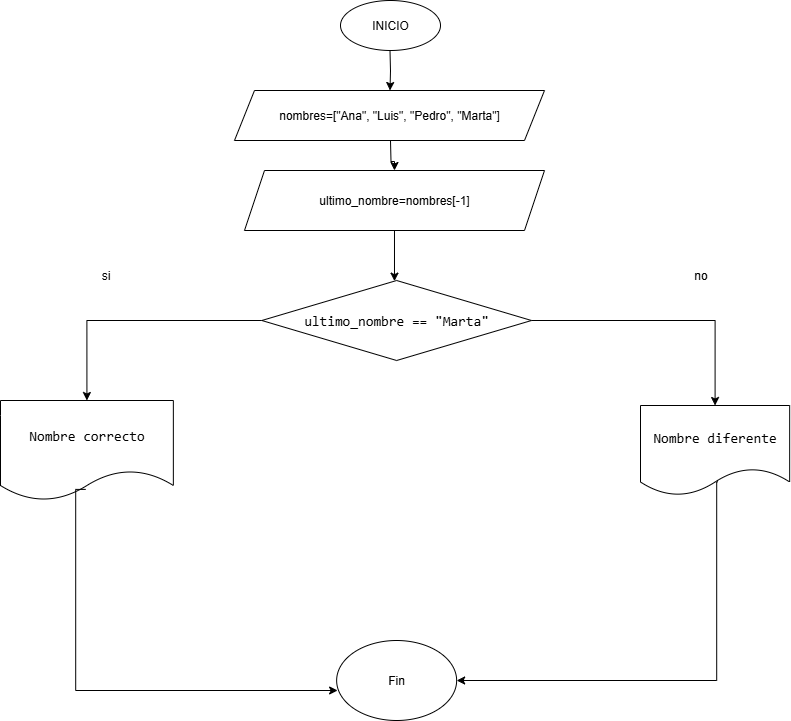 INICIO
nombres=["Ana", "Luis", "Pedro", "Marta"]
ultimo_nombre=nombres[-1]
si
no
ultimo_nombre == "Marta"
Nombre correcto
Nombre diferente
Fin